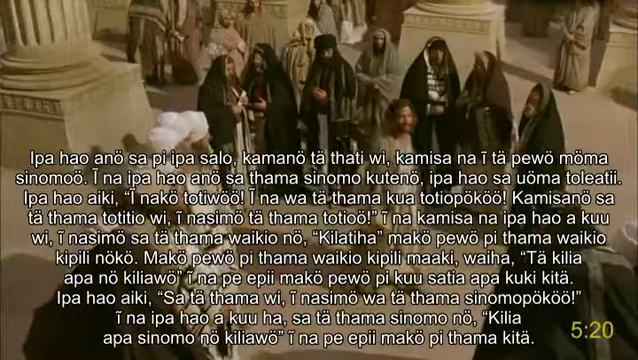 Ipa hao anö sa pi ipa salo, kamanö tä thati wi, kamisa na ĩ tä pewö möma
sinomoö. Ĩ na ipa hao anö sa thama sinomo kutenö, ipa hao sa uöma toleatii.
Ipa hao aiki, “Ĩ nakö totiwöö! Ĩ na wa tä thama kua totiopököö! Kamisanö sa
tä thama totitio wi, ĩ nasimö tä thama totioö!” ĩ na kamisa na ipa hao a kuu
wi, ĩ nasimö sa tä thama waikio nö, “Kilatiha” makö pewö pi thama waikio
kipili nökö. Makö pewö pi thama waikio kipili maaki, waiha, “Tä kilia
apa nö kiliawö” ĩ na pe epii makö pewö pi kuu satia apa kuki kitä.
Ipa hao aiki, “Sa tä thama wi, ĩ nasimö wa tä thama sinomopököö!”
ĩ na ipa hao a kuu ha, sa tä thama sinomo nö, “Kilia
apa sinomo nö kiliawö” ĩ na pe epii makö pi thama kitä.
5:20